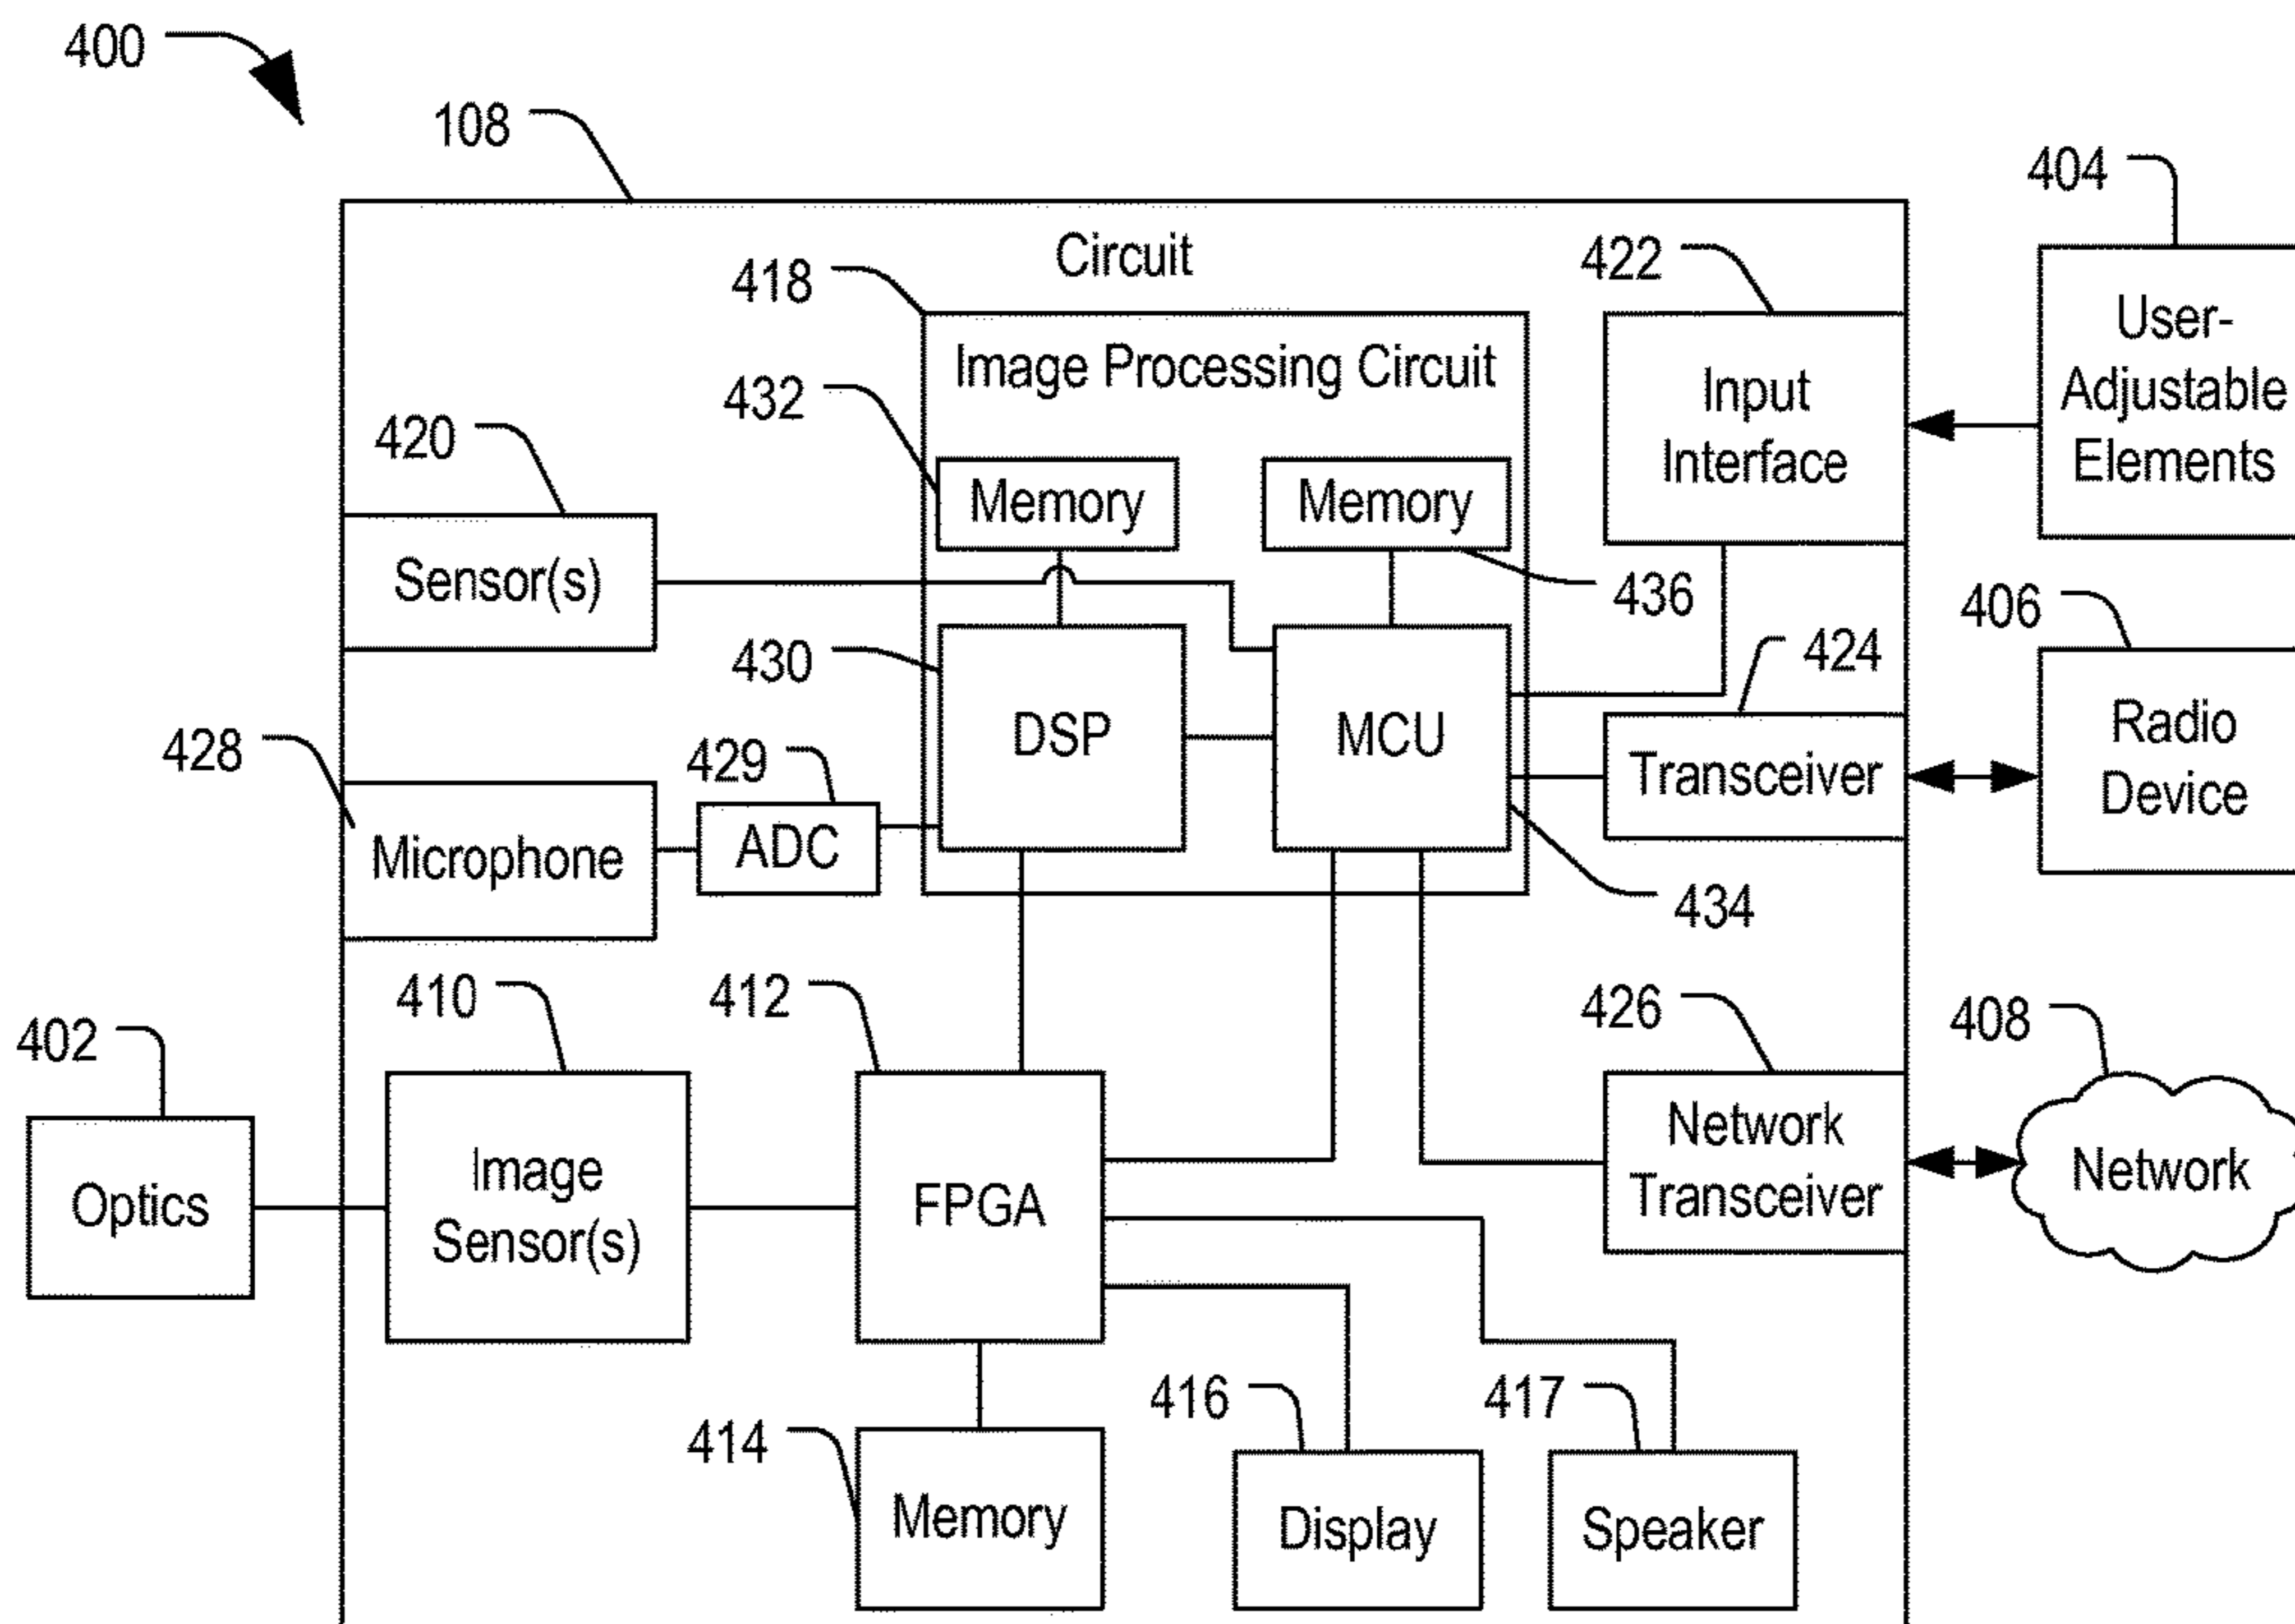 400
108
404
Circuit
422
418
User-
Adjustable
Elements
Image Processing Circuit
Input
Interface
432
420
Memory
Memory
Sensor(s)
436
406
430
424
Radio
Device
DSP
MCU
428
429
Transceiver
Microphone
ADC
434
410
412
426
408
402
Network
Transceiver
Network
Optics
Image
Sensor(s)
FPGA
416
417
414
Memory
Display
Speaker